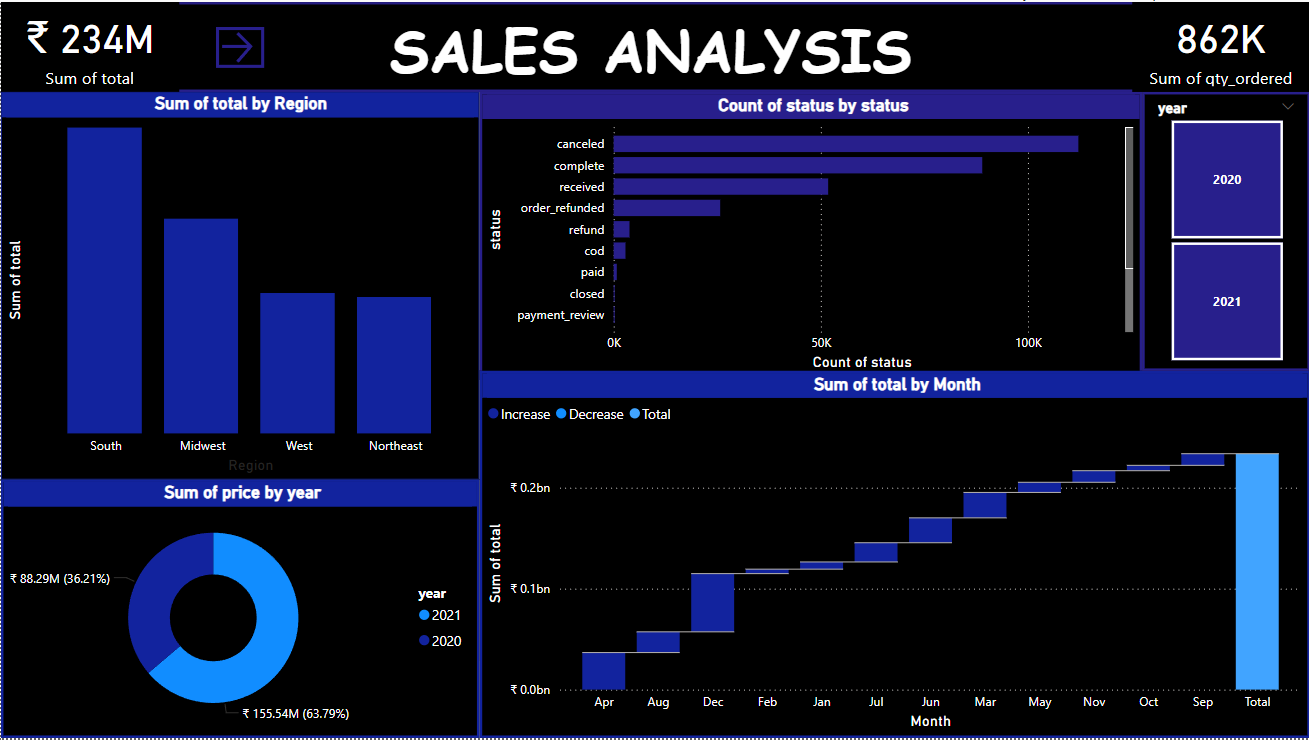 ₹ 234M
Sum of total
SALES ANALYSIS
862K
Sum of qty_ordered
Sum of total by Region
Sum of total
South Midwest West Northeast
Region
Count of status by status
status
canceled
complete
received
order_refunded
refund
cod
paid
closed
payment_review
0K 50K 100K
Count of status
year
2020
2021
Sum of price by year
₹ 88.29M (36.21%)
₹ 155.54M (63.79%)
year
2021
2020
Sum of total by Month
Increase Decrease Total
Sum of total
₹ 0.2bn
₹ 0.1bn
₹ 0.0bn
Apr Aug Dec Feb Jan Jul Jun Mar May Nov Oct Sep Total
Month